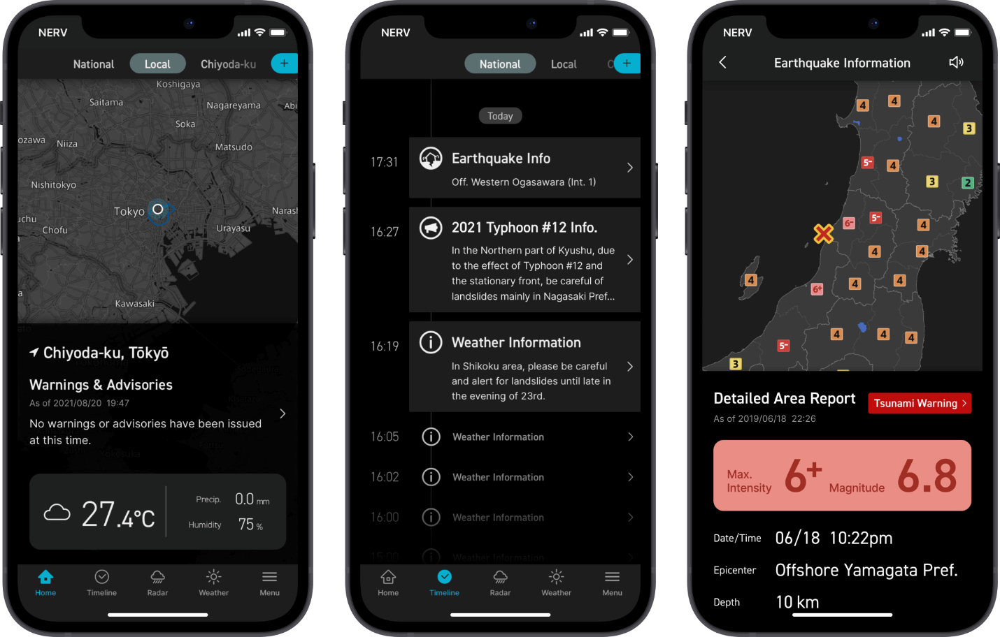 NERV
National
Local
Chiyoda-ku
+
Koshigaya
Saitama
Nagareyama
Abi
Soka
ozawa
Niiza
Matsudo
Nishitokyo
Tokyo
Narash
uchu
Chofu
Urayasu
a
Kawasaki
Chiyoda-ku, Tōkyō
Warnings & Advisories
As of 2021/08/20 19:47
No warnings or advisories have been issued
at this time.
27.4°C
Precip. 0.0 mm
Humidity 75 %
Home
Timeline
Radar
Weather
Menu
NERV
National
Local
C
+
Today
17:31
Earthquake Info
Off. Western Ogasawara (Int. 1)
16:27
2021 Typhoon #12 Info.
In the Northern part of Kyushu, due
to the effect of Typhoon #12 and
the stationary front, be careful of
landslides mainly in Nagasaki Pref...
16:19
Weather Information
In Shikoku area, please be careful
and alert for landslides until late in
the evening of 23rd.
16:05
Weather Information
16:02
Weather Information
16:00
Weather Information
15:00
Weather Information
Home
Timeline
Radar
Weather
Menu
NERV
Earthquake Information
4
4
4
3
5-
4
3
2
6-
5-
4
4
4
4
6+
4
4
4
4
4
5-
3
Detailed Area Report
Tsunami Warning
As of 2019/06/18 22:26
Max.
Intensity
6+
Magnitude
6.8
Date/Time 06/18 10:22pm
Epicenter Offshore Yamagata Pref.
Depth 10 km